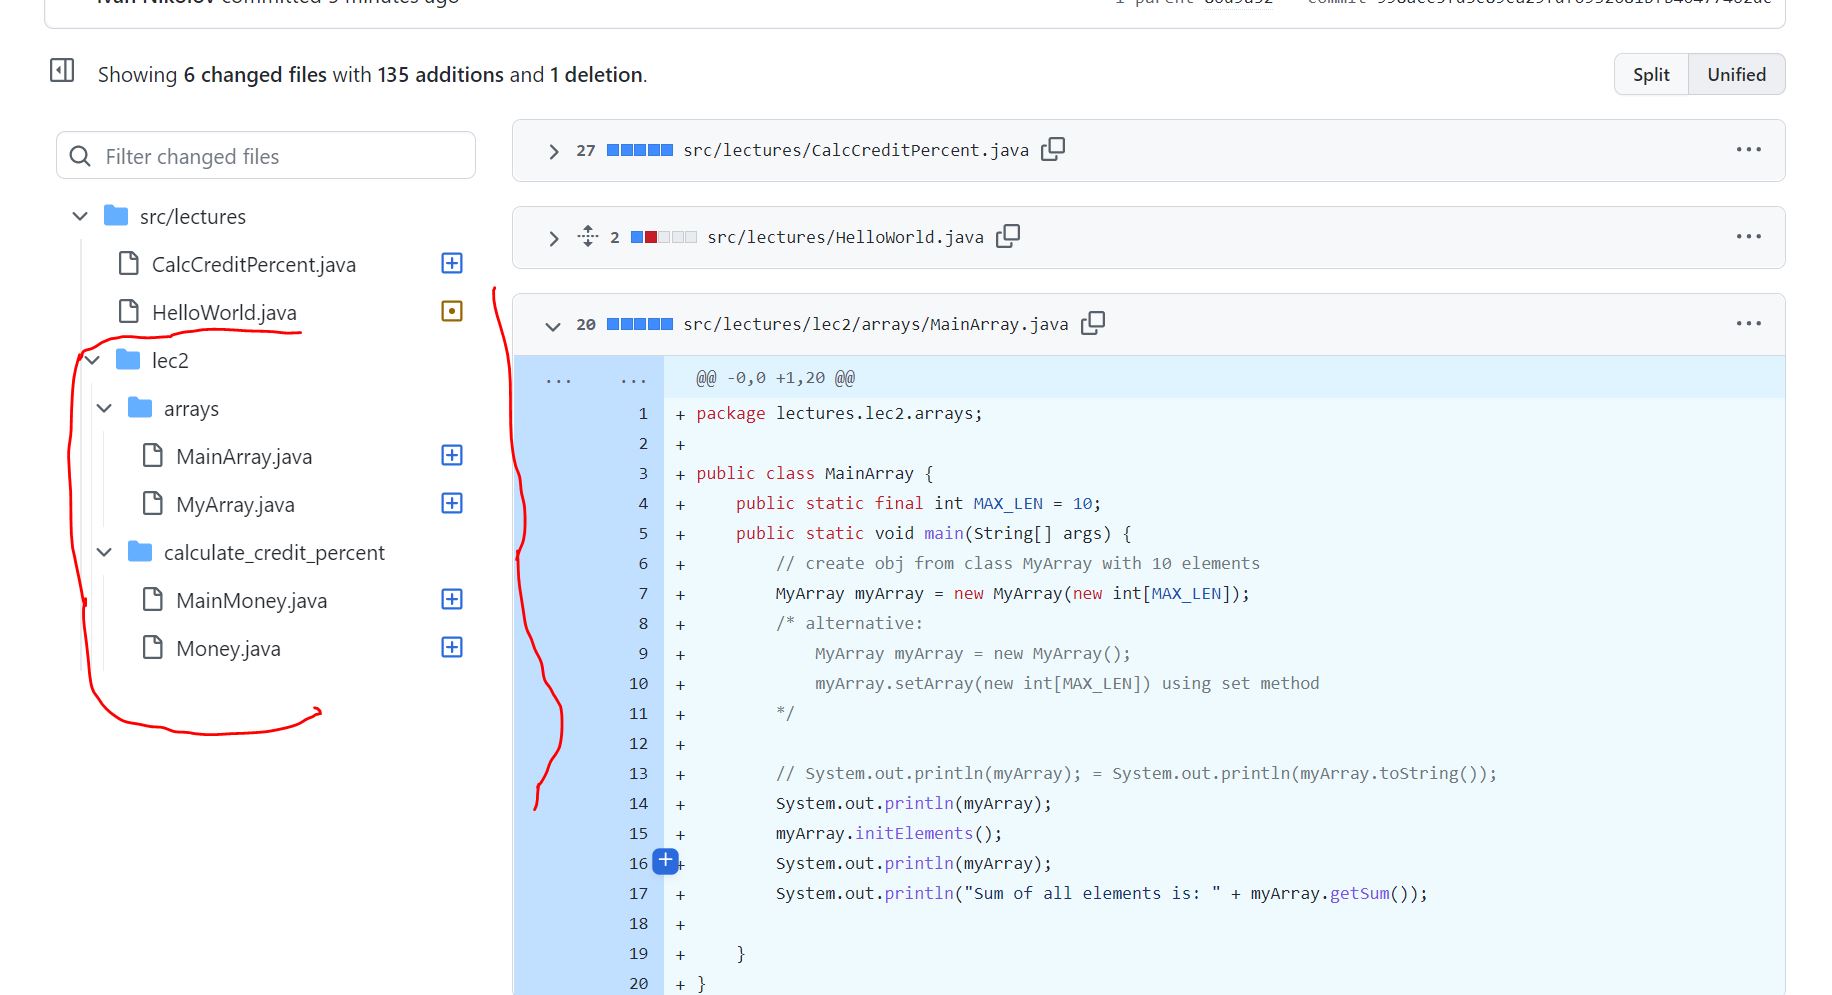 Ivan Nikolov committed 5 minutes ago
1 parent
commit
Showing 6 changed files with 135 additions and 1 deletion.
Split Unified
Filter changed files
src/lectures
CalcCreditPercent.java
HelloWorld.java
lec2
arrays
MainArray.java
MyArray.java
calculate_credit_percent
MainMoney.java
Money.java
27 src/lectures/CalcCreditPercent.java
2 src/lectures/HelloWorld.java
20 src/lectures/lec2/arrays/MainArray.java
... ... @@ -0,0 +1,20 @@
1 + package lectures.lec2.arrays;
2 +
3 + public class MainArray {
4 + public static final int MAX_LEN = 10;
5 + public static void main(String[] args) {
6 + // create obj from class MyArray with 10 elements
7 + MyArray myArray = new MyArray(new int[MAX_LEN]);
8 + /* alternative:
9 + MyArray myArray = new MyArray();
10 + myArray.setArray(new int[MAX_LEN]) using set method
11 + */
12 +
13 + // System.out.println(myArray); = System.out.println(myArray.toString());
14 + System.out.println(myArray);
15 + myArray.initElements();
16 + System.out.println(myArray);
17 + System.out.println("Sum of all elements is: " + myArray.getSum());
18 +
19 + }
20 + }